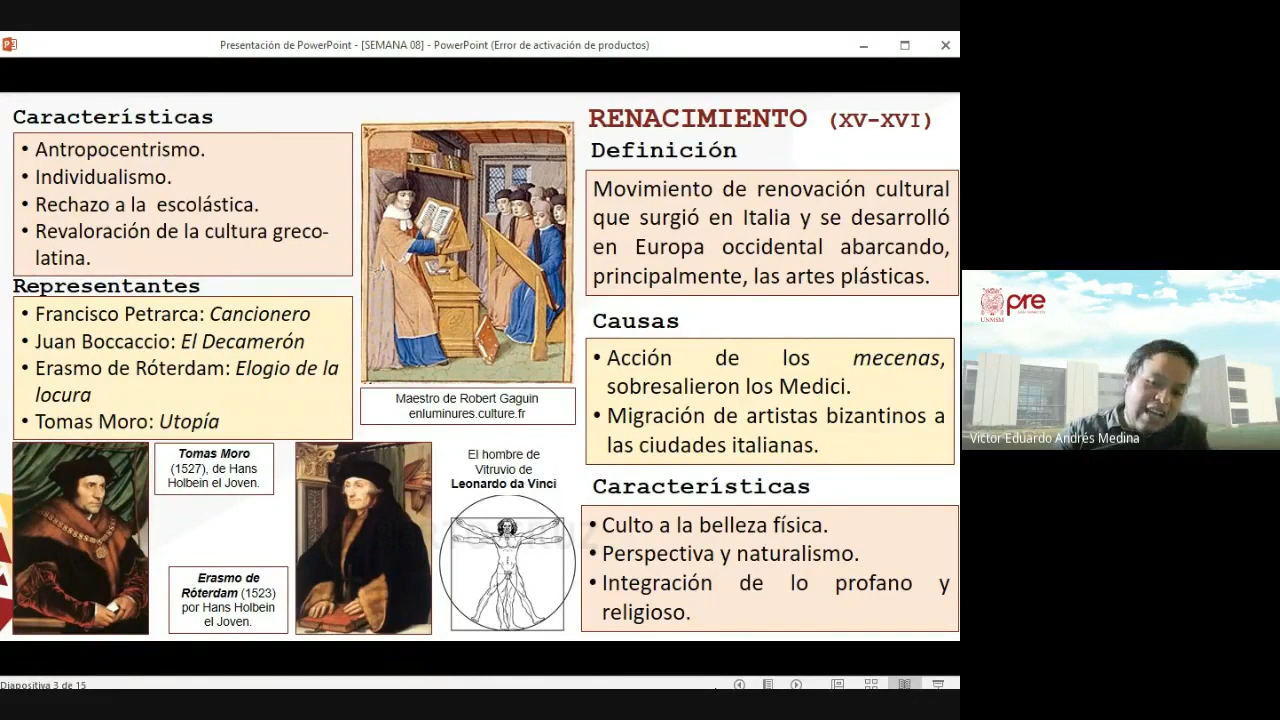 Presentación de PowerPoint - [SEMANA 08] - PowerPoint (Error de activación de productos)
Características
• Antropocentrismo.
• Individualismo.
• Rechazo a la escolástica.
• Revaloración de la cultura greco-
latina.
Representantes
• Francisco Petrarca: Cancionero
• Juan Boccaccio: El Decamerón
• Erasmo de Róterdam: Elogio de la
locura
• Tomas Moro: Utopía
Tomas Moro
(1527), de Hans
Holbein el Joven.
Erasmo de
Róterdam (1523)
por Hans Holbein
el Joven.
Maestro de Robert Gaguin
enluminures.culture.fr
El hombre de
Vitruvio de
Leonardo da Vinci
RENACIMIENTO (XV-XVI)
Definición
Movimiento de renovación cultural
que surgió en Italia y se desarrolló
en Europa occidental abarcando,
principalmente, las artes plásticas.
Causas
• Acción de los mecenas,
sobresalieron los Medici.
• Migración de artistas bizantinos a
las ciudades italianas.
Características
• Culto a la belleza física.
• Perspectiva y naturalismo.
• Integración de lo profano y
religioso.
Diapositiva 3 de 15
UNMSM
pre
Victor Eduardo Andrés Medina